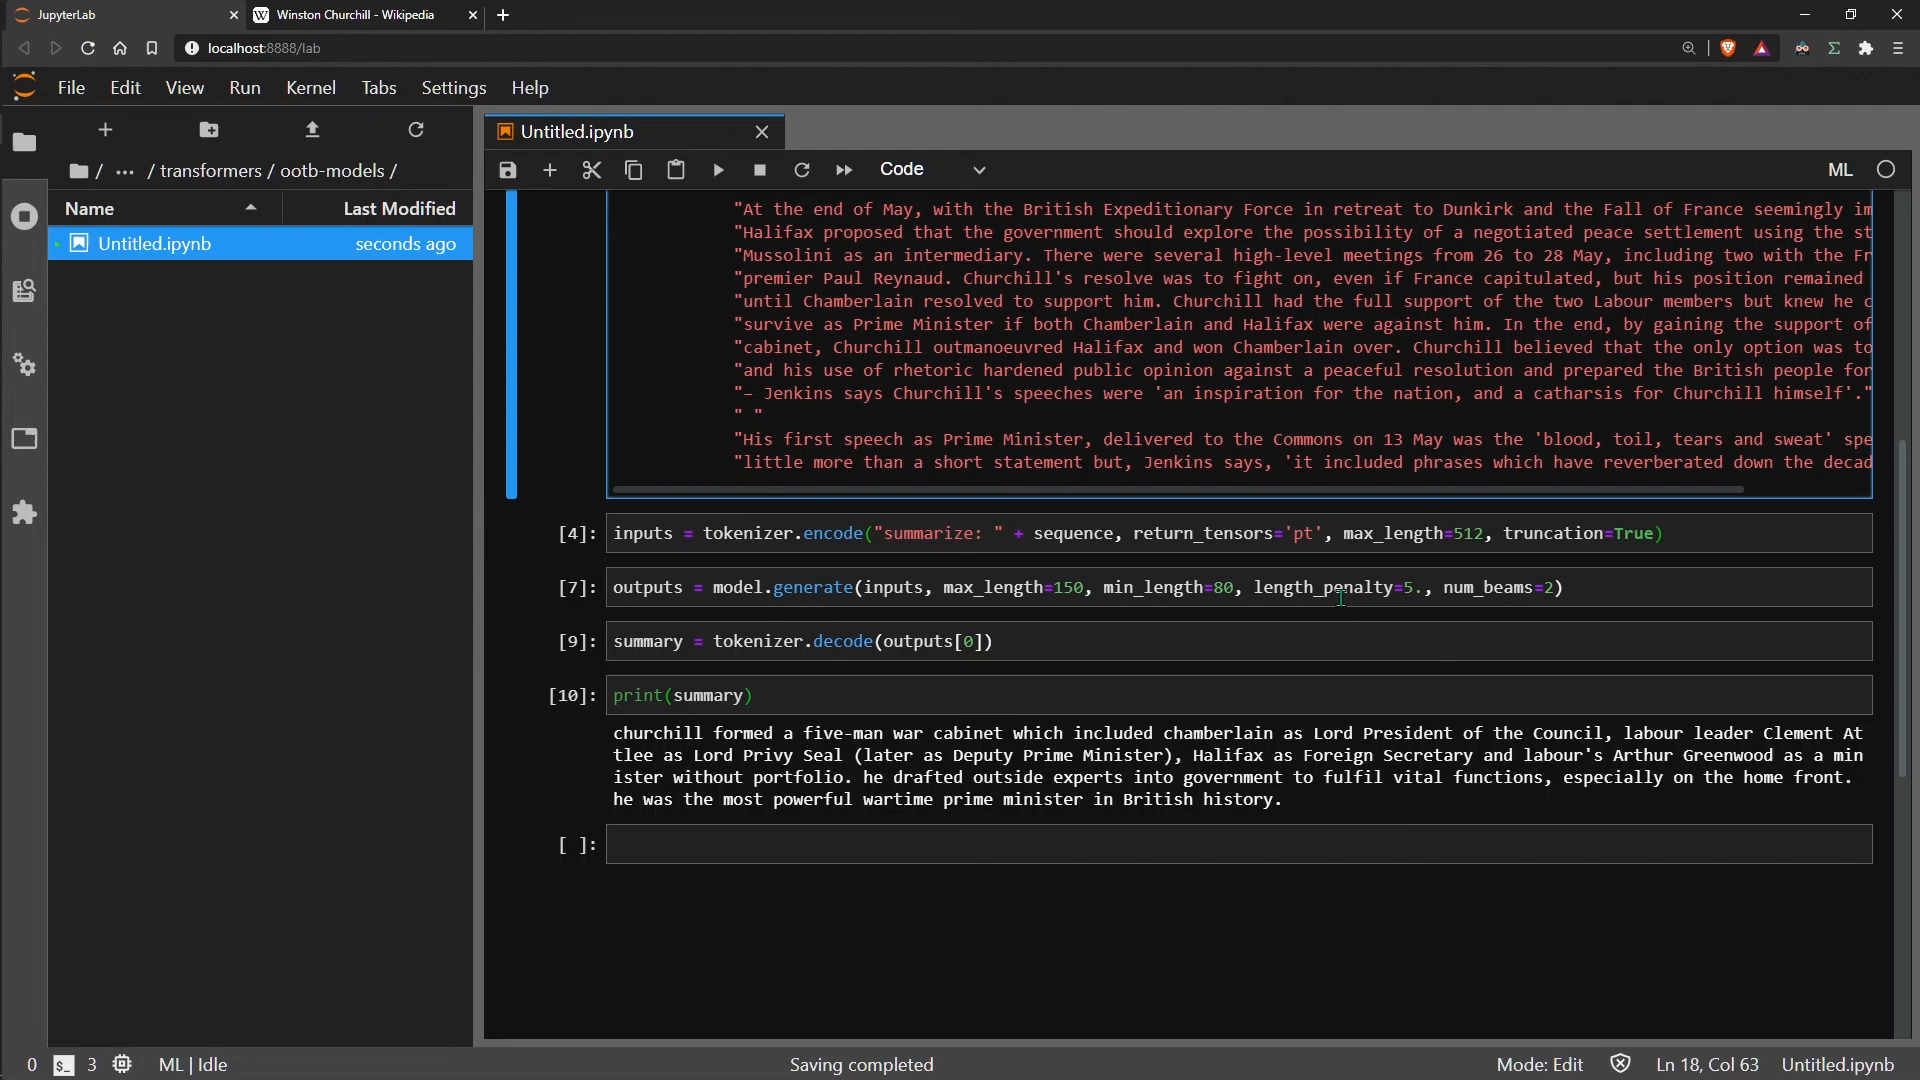 JupyterLab
Winston Churchill - Wikipedia
localhost:8888/lab
File Edit View Run Kernel Tabs Settings Help
Untitled.ipynb
/ ··· / transformers / ootb-models /
Code
ML
Name Last Modified
Untitled.ipynb seconds ago
"At the end of May, with the British Expeditionary Force in retreat to Dunkirk and the Fall of France seemingly im
"Halifax proposed that the government should explore the possibility of a negotiated peace settlement using the st
"Mussolini as an intermediary. There were several high-level meetings from 26 to 28 May, including two with the Fr
"premier Paul Reynaud. Churchill's resolve was to fight on, even if France capitulated, but his position remained
"until Chamberlain resolved to support him. Churchill had the full support of the two Labour members but knew he c
"survive as Prime Minister if both Chamberlain and Halifax were against him. In the end, by gaining the support of
"cabinet, Churchill outmanoeuvred Halifax and won Chamberlain over. Churchill believed that the only option was to
"and his use of rhetoric hardened public opinion against a peaceful resolution and prepared the British people for
"– Jenkins says Churchill's speeches were 'an inspiration for the nation, and a catharsis for Churchill himself'."
" "
"His first speech as Prime Minister, delivered to the Commons on 13 May was the 'blood, toil, tears and sweat' spe
"little more than a short statement but, Jenkins says, 'it included phrases which have reverberated down the decad
[4]: inputs = tokenizer.encode("summarize: " + sequence, return_tensors='pt', max_length=512, truncation=True)
[7]: outputs = model.generate(inputs, max_length=150, min_length=80, length_penalty=5., num_beams=2)
[9]: summary = tokenizer.decode(outputs[0])
[10]: print(summary)
churchill formed a five-man war cabinet which included chamberlain as Lord President of the Council, labour leader Clement At
tlee as Lord Privy Seal (later as Deputy Prime Minister), Halifax as Foreign Secretary and labour's Arthur Greenwood as a min
ister without portfolio. he drafted outside experts into government to fulfil vital functions, especially on the home front.
he was the most powerful wartime prime minister in British history.
[ ]:
0 $_ 3 ML | Idle Saving completed Mode: Edit Ln 18, Col 63 Untitled.ipynb